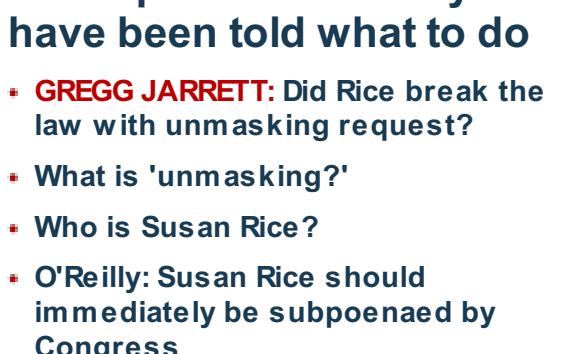 have been told what to do
GREGG JARRETT: Did Rice break the
law with unmasking request?
What is 'unmasking?'
Who is Susan Rice?
O'Reilly: Susan Rice should
immediately be subpoenaed by
Congress